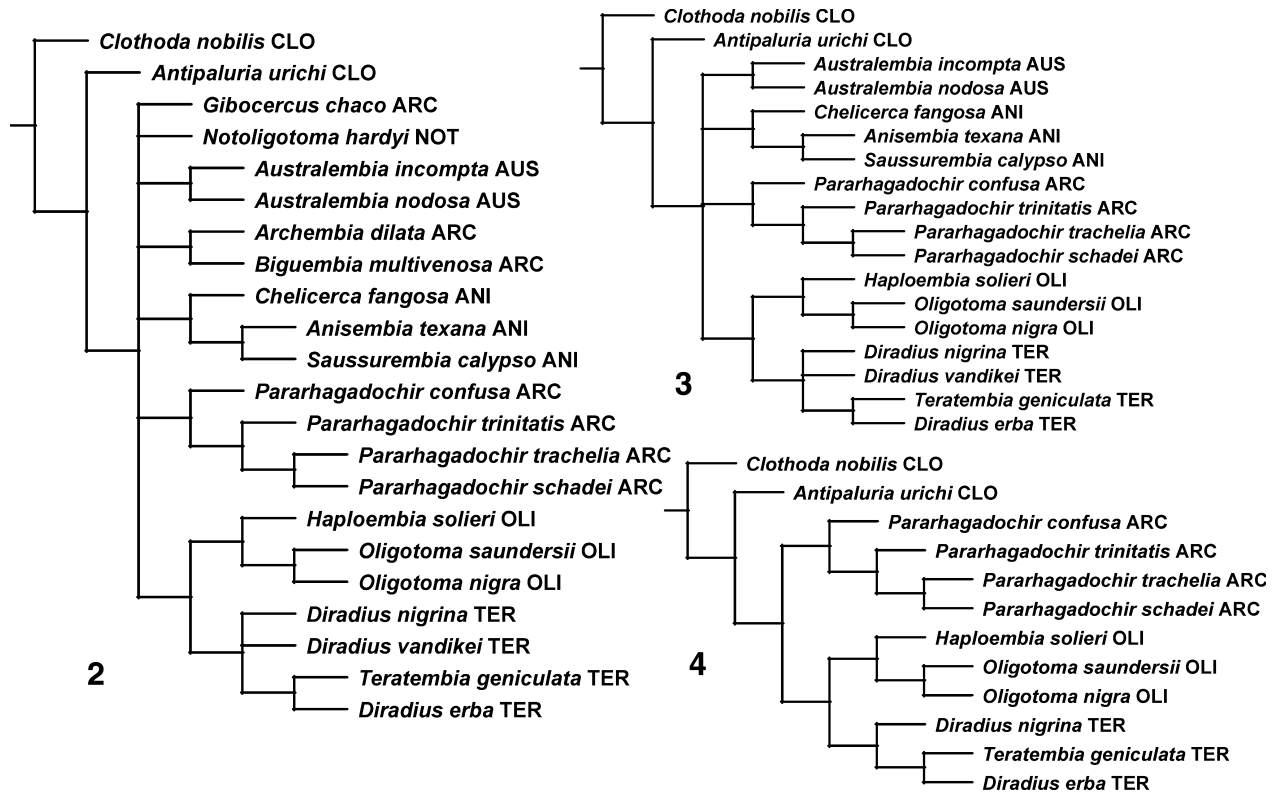 Clothoda nobilis CLO
Antipaluria urichi CLO
Gibocercus chaco ARC
Notoligotoma hardyi NOT
Australembia incompta AUS
Australembia nodosa AUS
Archembia dilata ARC
Biguembia multivenosa ARC
Chelicerca fangosa ANI
Anisembia texana ANI
Saussurembia calypso ANI
Pararhagadochir confusa ARC
Pararhagadochir trinitatis ARC
Pararhagadochir trachelia ARC
Pararhagadochir schadei ARC
Haploembia solieri OLI
Oligotoma saundersii OLI
Oligotoma nigra OLI
Diradius nigrina TER
Diradius vandikei TER
Teratembia geniculata TER
Diradius erba TER
2
Clothoda nobilis CLO
Antipaluria urichi CLO
Australembia incompta AUS
Australembia nodosa AUS
Chelicerca fangosa ANI
Anisembia texana ANI
Saussurembia calypso ANI
Pararhagadochir confusa ARC
Pararhagadochir trinitatis ARC
Pararhagadochir trachelia ARC
Pararhagadochir schadei ARC
Haploembia solieri OLI
Oligotoma saundersii OLI
Oligotoma nigra OLI
Diradius nigrina TER
Diradius vandikei TER
Teratembia geniculata TER
Diradius erba TER
3
Clothoda nobilis CLO
Antipaluria urichi CLO
Pararhagadochir confusa ARC
Pararhagadochir trinitatis ARC
Pararhagadochir trachelia ARC
Pararhagadochir schadei ARC
Haploembia solieri OLI
Oligotoma saundersii OLI
Oligotoma nigra OLI
Diradius nigrina TER
Teratembia geniculata TER
Diradius erba TER
4